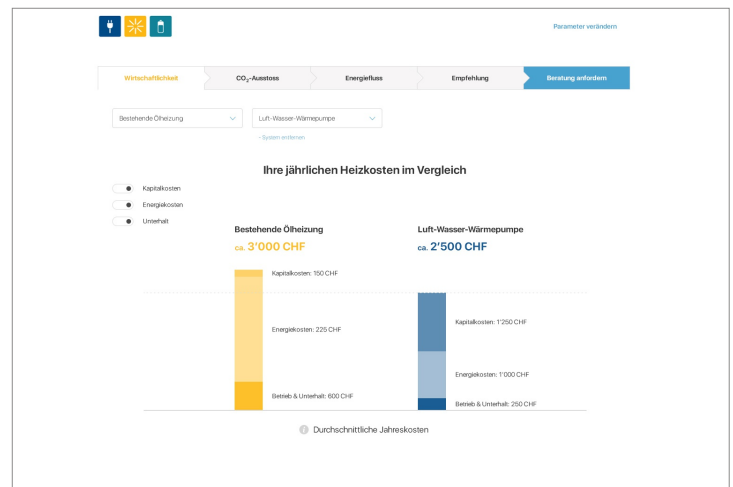 Parameter verändern
Wirtschaftlichkeit
CO₂-Ausstoss
Energiefluss
Empfehlung
Beratung anfordern
Bestehende Ölheizung
Luft-Wasser-Wärmepumpe
– System entfernen
Ihre jährlichen Heizkosten im Vergleich
Kapitalkosten
Energiekosten
Unterhalt
Bestehende Ölheizung
ca. 3’000 CHF
Kapitalkosten: 150 CHF
Energiekosten: 225 CHF
Betrieb & Unterhalt: 600 CHF
Luft-Wasser-Wärmepumpe
ca. 2’500 CHF
Kapitalkosten: 1’250 CHF
Energiekosten: 1’000 CHF
Betrieb & Unterhalt: 250 CHF
i Durchschnittliche Jahreskosten